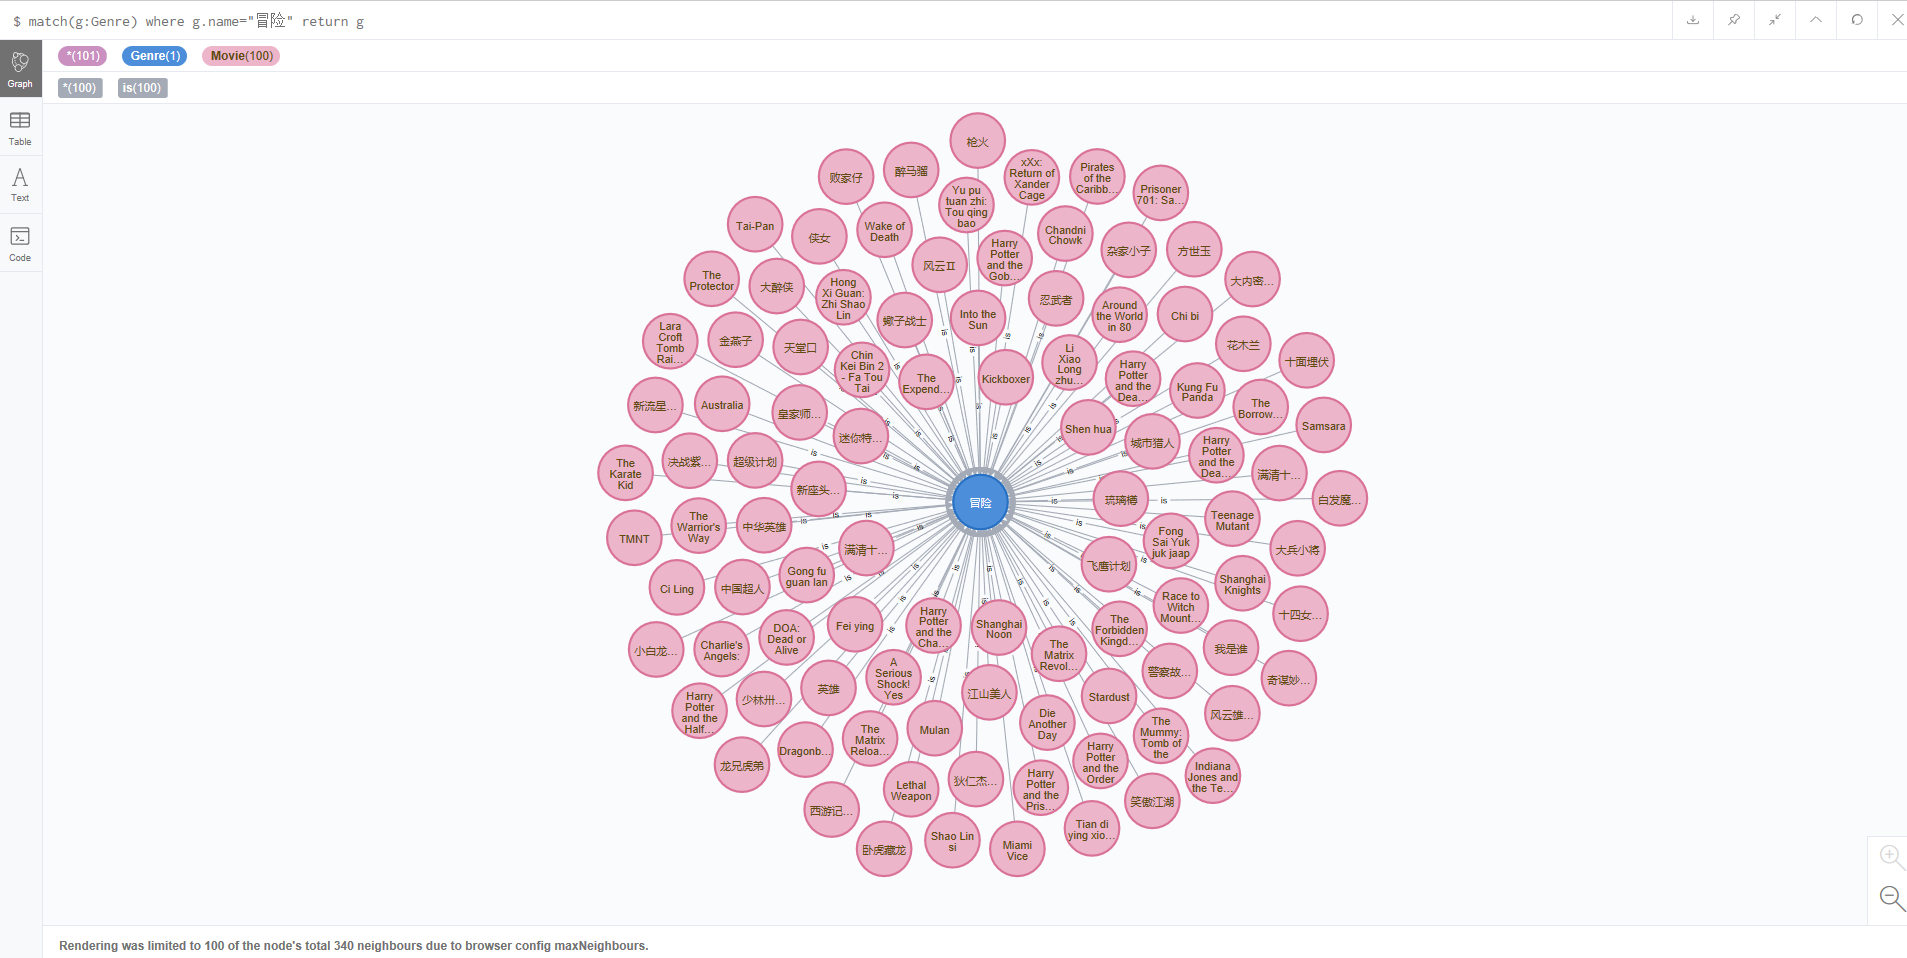 $ match(g:Genre) where g.name="冒险" return g
*(101) Genre(1) Movie(100)
*(100) is(100)
Graph
Table
Text
Code
枪火
败家仔
醉马骝
xXx:
Return of
Xander
Cage
Pirates
of the
Caribb...
Prisoner
701: Sa...
Yu pu
tuan zhi:
Tou qing
bao
Tai-Pan
侠女
Wake of
Death
Chandni
Chowk
杂家小子
方世玉
风云Ⅱ
Harry
Potter
and the
Gob...
大内密...
The
Protector
大醉侠
Hong
Xi Guan:
Zhi Shao
Lin
忍武者
Around
the World
in 80
Chi bi
蝎子战士
Into the
Sun
Lara
Croft
Tomb
Rai...
金燕子
天堂口
Chin
Kei Bin 2
- Fa Tou
Tai
The
Expend...
Kickboxer
Li
Xiao
Long
zhu...
Harry
Potter
and the
Dea...
花木兰
十面埋伏
Kung Fu
Panda
The
Borrow...
新流星...
Australia
皇家师...
迷你特...
Shen hua
城市猎人
Harry
Potter
and the
Dea...
Samsara
The
Karate
Kid
决战紫...
超级计划
新座头...
冒险
琉璃樽
满清十...
白发魔...
TMNT
The
Warrior's
Way
中华英雄
满清十...
Teenage
Mutant
Fong
Sai Yuk
juk jaap
大兵小将
Ci Ling
中国超人
Gong fu
guan lan
飞鹰计划
Shanghai
Knights
Race to
Witch
Mount...
十四女...
小白龙...
Charlie's
Angels:
DOA:
Dead or
Alive
Fei ying
Harry
Potter
and the
Cha...
Shanghai
Noon
The
Matrix
Revol...
The
Forbidden
Kingd...
我是谁
Harry
Potter
and the
Half...
少林卅...
英雄
A
Serious
Shock!
Yes
江山美人
Stardust
警察故...
奇谋妙...
龙兄虎弟
Dragonb...
The
Matrix
Reloa...
Mulan
Die
Another
Day
The
Mummy:
Tomb of
the
风云雄...
西游记...
Lethal
Weapon
狄仁杰...
Harry
Potter
and the
Pris...
Harry
Potter
and the
Order
笑傲江湖
Indiana
Jones and
the Te...
卧虎藏龙
Shao Lin
si
Miami
Vice
Tian di
ying xio...
is
Rendering was limited to 100 of the node's total 340 neighbours due to browser config maxNeighbours.